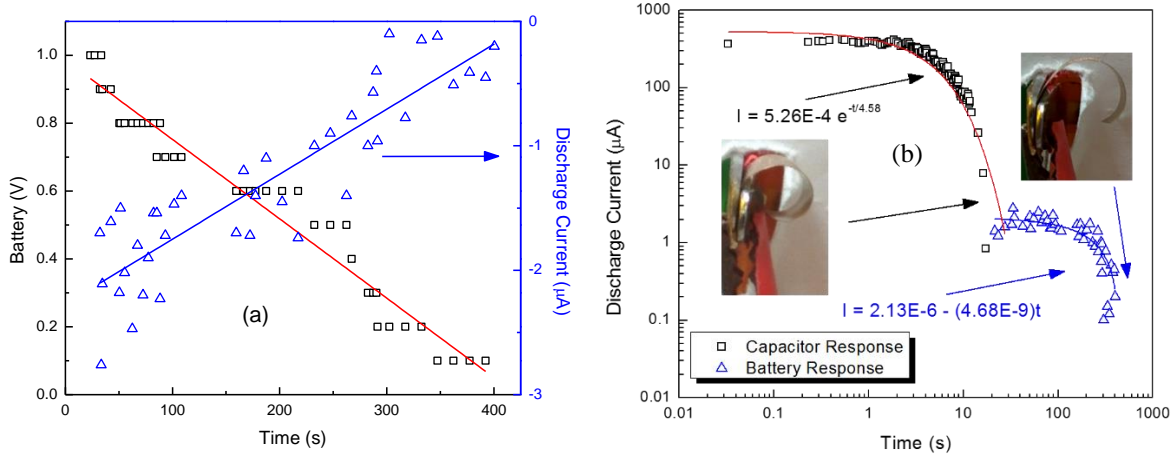 1.0
0.8
0.6
0.4
0.2
0.0
Battery (V)
0
-1
-2
-3
Discharge Current (μA)
0 100 200 300 400
Time (s)
(a)
1000
100
10
1
0.1
0.01
Discharge Current (μA)
I = 5.26E-4 e^-t/4.58
(b)
I = 2.13E-6 - (4.68E-9)t
Capacitor Response
Battery Response
0.01 0.1 1 10 100 1000
Time (s)